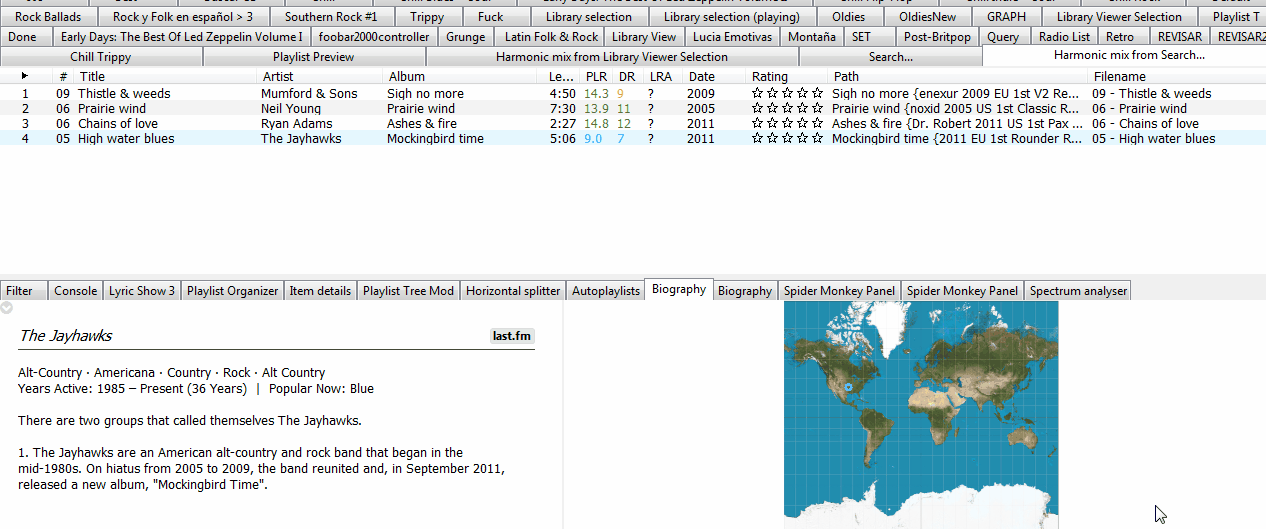 Rock Ballads Rock y Folk en español > 3 Southern Rock #1 Trippy Fuck Library selection Library selection (playing) Oldies OldiesNew GRAPH Library Viewer Selection Playlist T
Done Early Days: The Best Of Led Zeppelin Volume I foobar2000controller Grunge Latin Folk & Rock Library View Lucia Emotivas Montaña SET Post-Britpop Query Radio List Retro REVISAR REVISAR2
Chill Trippy Playlist Preview Harmonic mix from Library Viewer Selection Search... Harmonic mix from Search...
# Title Artist Album Le... PLR DR LRA Date Rating Path Filename
1 09 Thistle & weeds Mumford & Sons Sigh no more 4:50 14.3 9 ? 2009 Sigh no more {enexur 2009 EU 1st V2 Re... 09 - Thistle & weeds
2 06 Prairie wind Neil Young Prairie wind 7:30 13.9 11 ? 2005 Prairie wind {noxid 2005 US 1st Classic R... 06 - Prairie wind
3 06 Chains of love Ryan Adams Ashes & fire 2:27 14.8 12 ? 2011 Ashes & fire {Dr. Robert 2011 US 1st Pax ... 06 - Chains of love
4 05 High water blues The Jayhawks Mockingbird time 5:06 9.0 7 ? 2011 Mockingbird time {2011 EU 1st Rounder R... 05 - High water blues
Filter Console Lyric Show 3 Playlist Organizer Item details Playlist Tree Mod Horizontal splitter Autoplaylists Biography Biography Spider Monkey Panel Spider Monkey Panel Spectrum analyser
The Jayhawks last.fm
Alt-Country · Americana · Country · Rock · Alt Country
Years Active: 1985 – Present (36 Years) | Popular Now: Blue
There are two groups that called themselves The Jayhawks.
1. The Jayhawks are an American alt-country and rock band that began in the
mid-1980s. On hiatus from 2005 to 2009, the band reunited and, in September 2011,
released a new album, "Mockingbird Time".